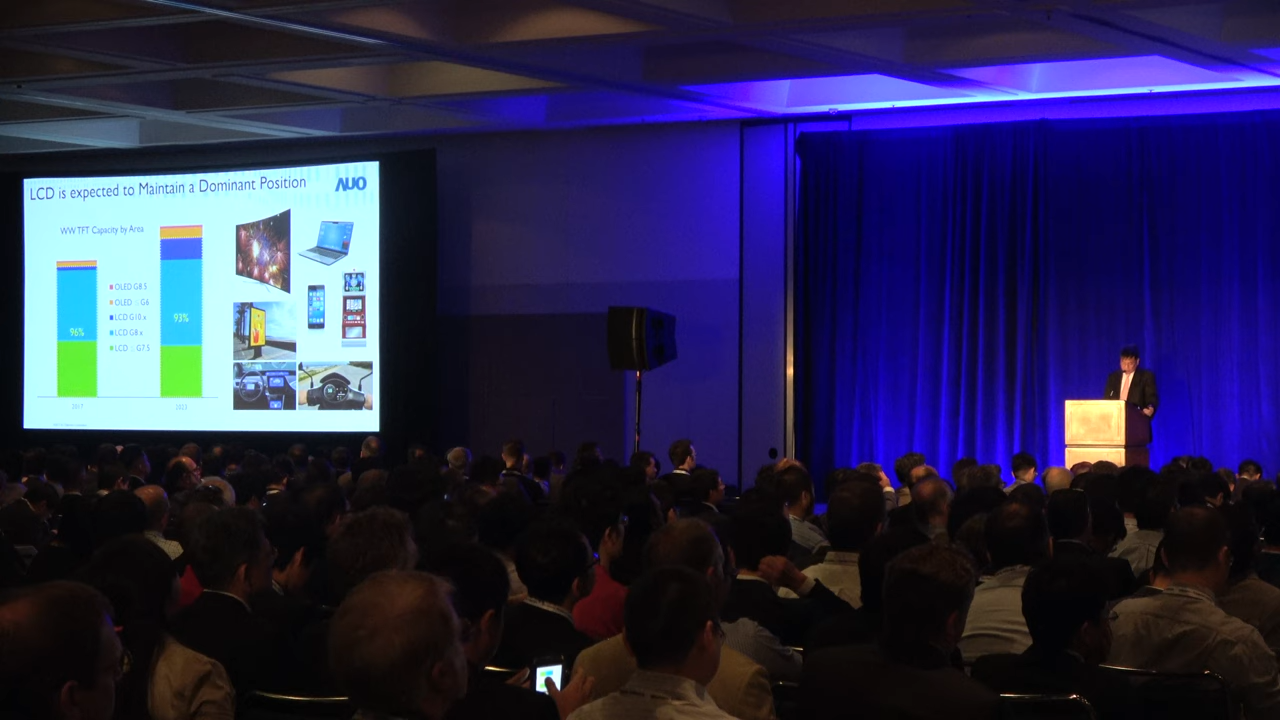 LCD is expected to Maintain a Dominant Position
AUO
WW TFT Capacity by Area
OLED G8.5
OLED G6
LCD G10.x
LCD G8.x
LCD G7.5
96%
93%
2017